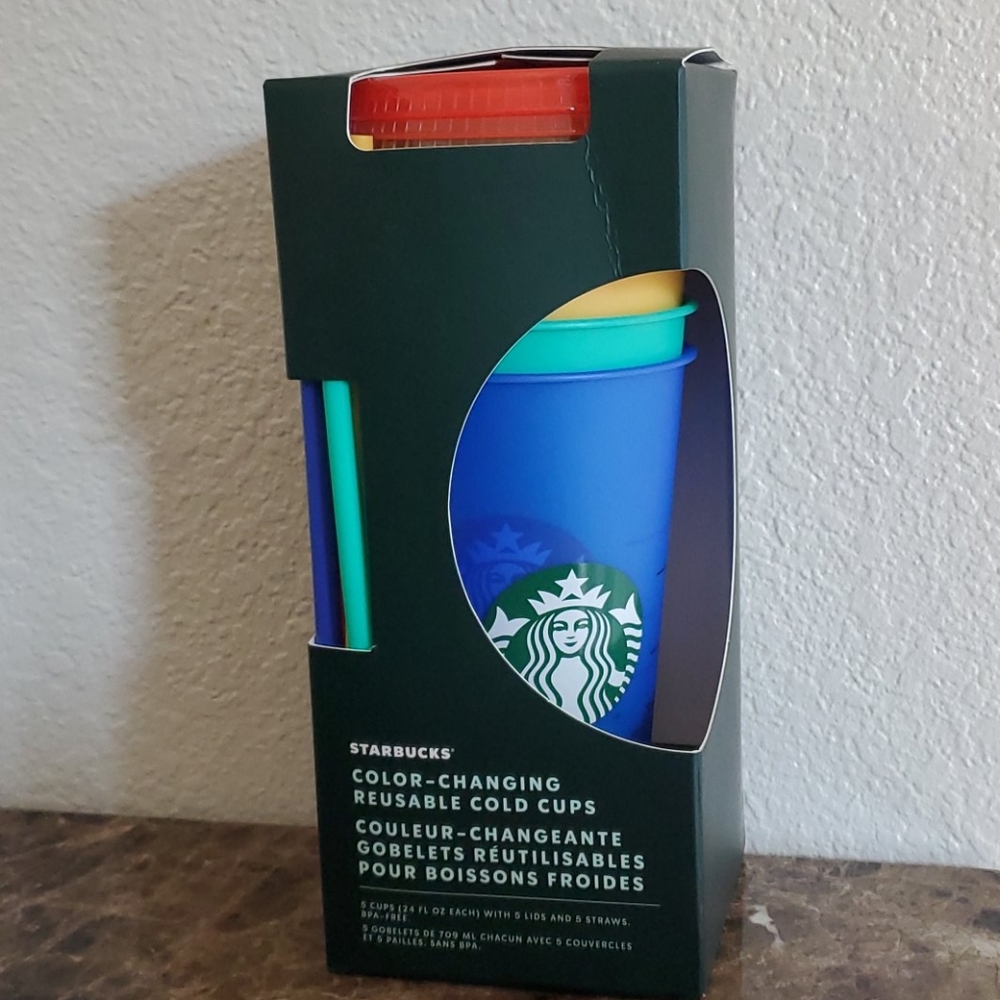 STARBUCKS®
COLOR-CHANGING
REUSABLE COLD CUPS
COULEUR-CHANGEANTE
GOBELETS RÉUTILISABLES
POUR BOISSONS FROIDES
5 CUPS (24 FL OZ EACH) WITH 5 LIDS AND 5 STRAWS.
BPA-FREE
5 GOBELETS DE 709 ML CHACUN AVEC 5 COUVERCLES
ET 5 PAILLES. SANS BPA.